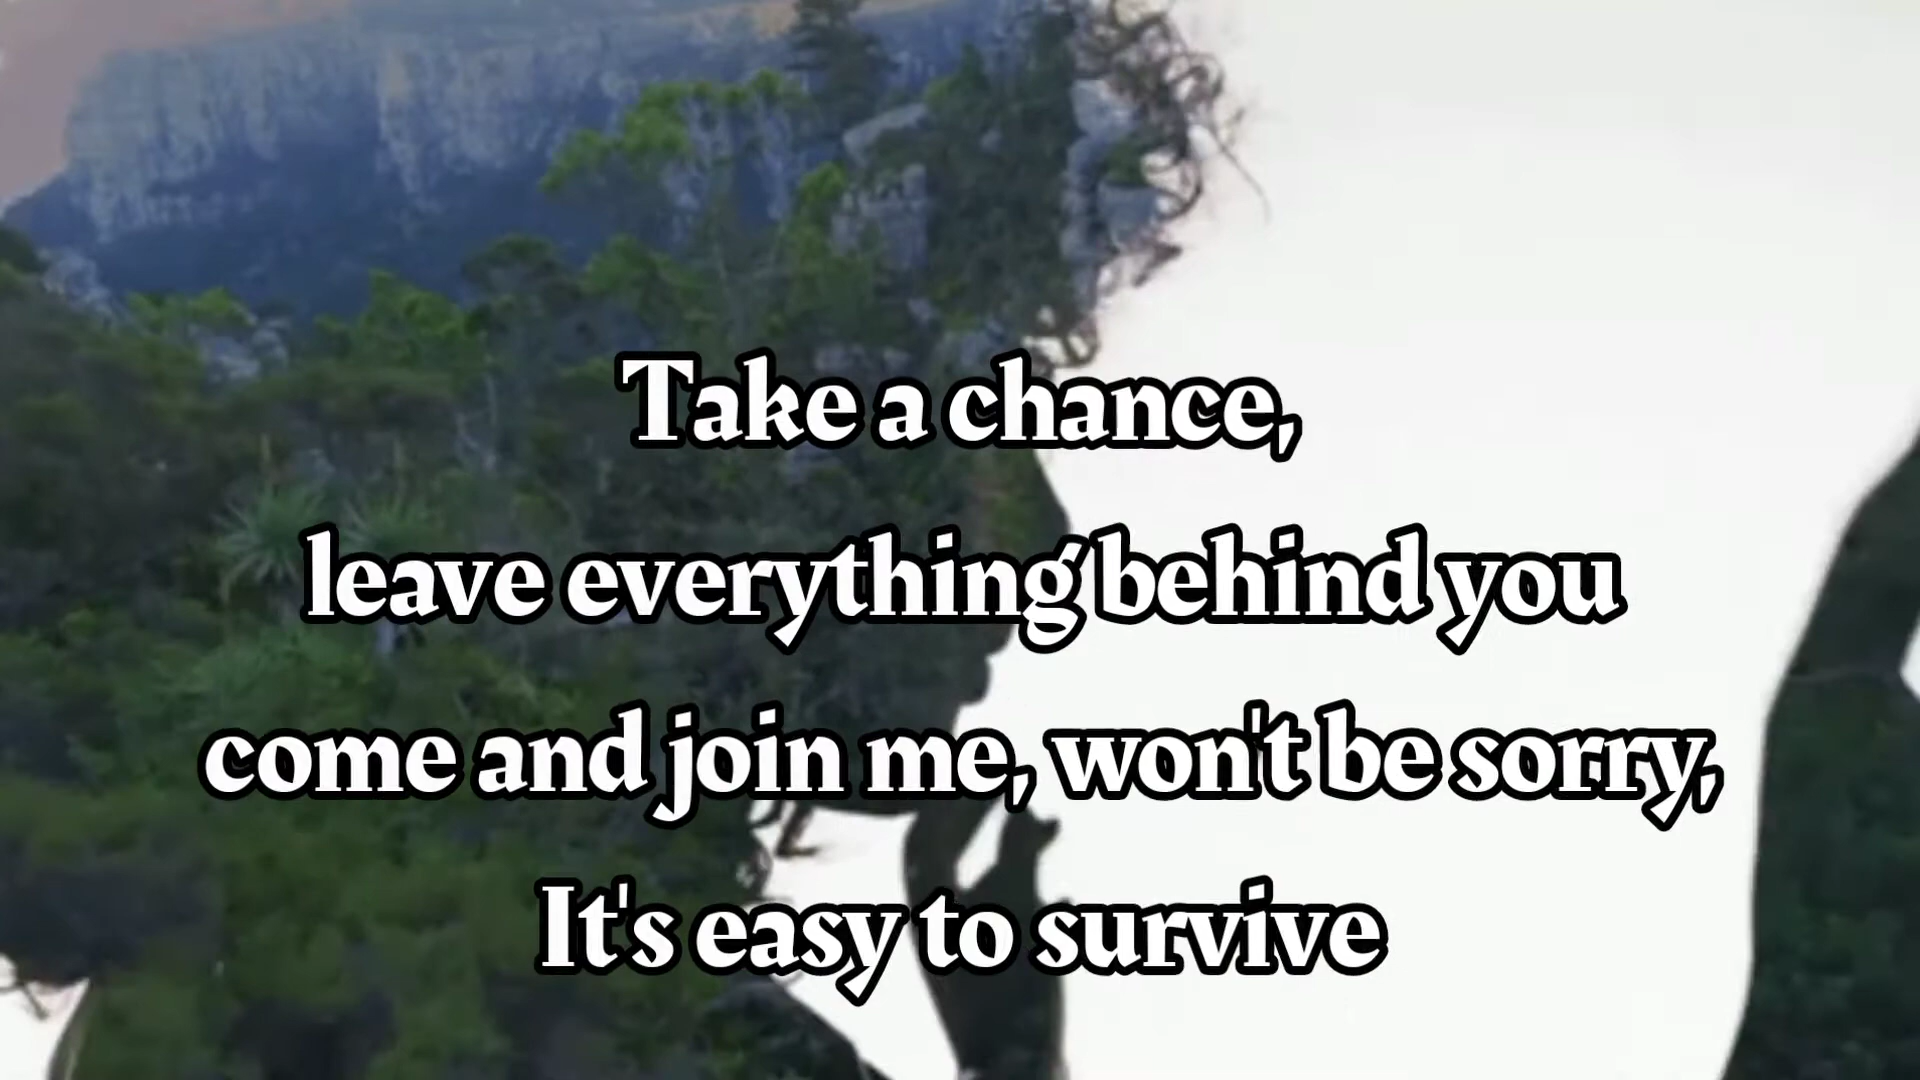 Take a chance,
leave everything behind you
come and join me, won't be sorry,
It's easy to survive